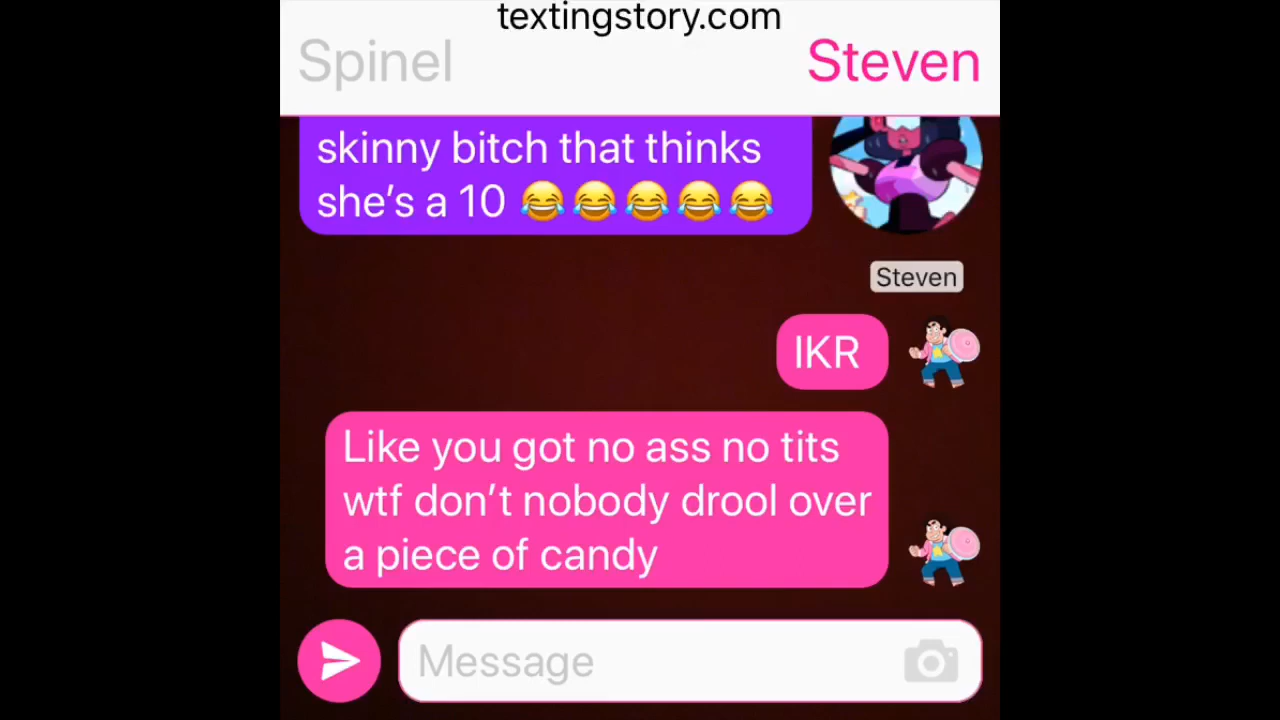 textingstory.com
Spinel
Steven
skinny bitch that thinks
she’s a 10 😂😂😂😂😂
Steven
IKR
Like you got no ass no tits
wtf don’t nobody drool over
a piece of candy
Message